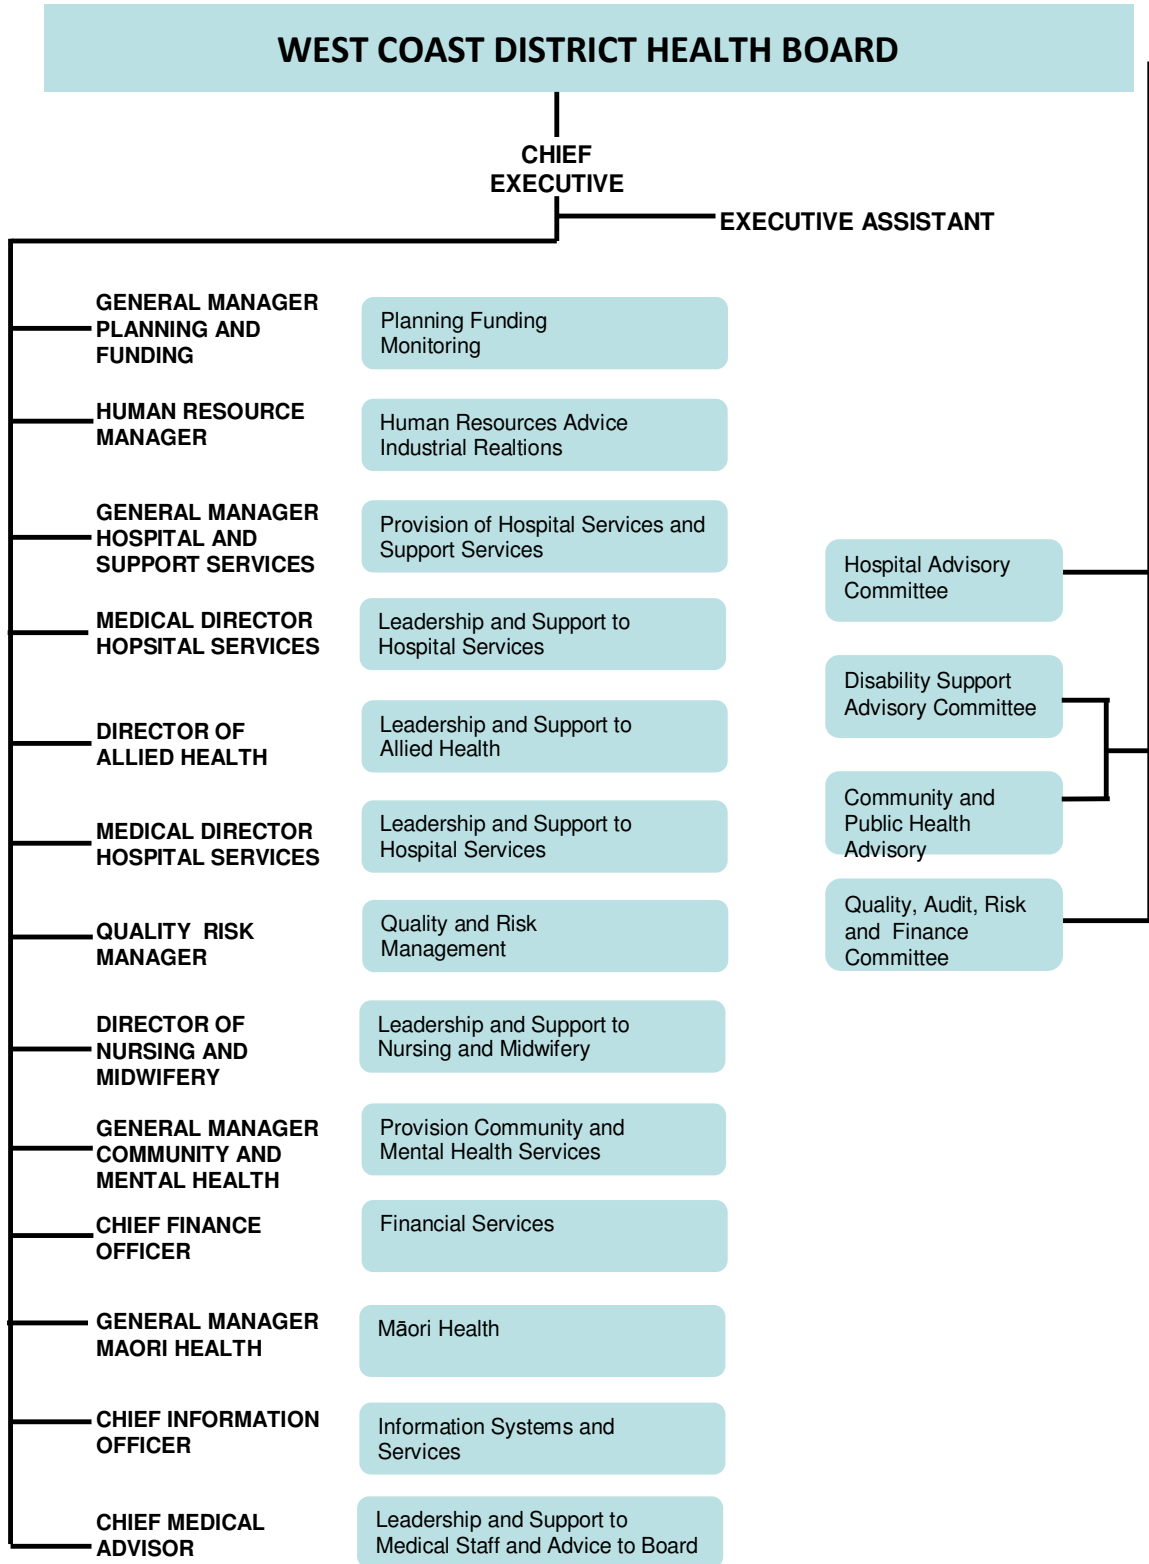 WEST COAST DISTRICT HEALTH BOARD
CHIEF
EXECUTIVE
EXECUTIVE ASSISTANT
GENERAL MANAGER
PLANNING AND
FUNDING
Planning Funding
Monitoring
HUMAN RESOURCE
MANAGER
Human Resources Advice
Industrial Realtions
GENERAL MANAGER
HOSPITAL AND
SUPPORT SERVICES
Provision of Hospital Services and
Support Services
MEDICAL DIRECTOR
HOPSITAL SERVICES
Leadership and Support to
Hospital Services
DIRECTOR OF
ALLIED HEALTH
Leadership and Support to
Allied Health
MEDICAL DIRECTOR
HOSPITAL SERVICES
Leadership and Support to
Hospital Services
QUALITY RISK
MANAGER
Quality and Risk
Management
DIRECTOR OF
NURSING AND
MIDWIFERY
Leadership and Support to
Nursing and Midwifery
GENERAL MANAGER
COMMUNITY AND
MENTAL HEALTH
Provision Community and
Mental Health Services
CHIEF FINANCE
OFFICER
Financial Services
GENERAL MANAGER
MAORI HEALTH
Māori Health
CHIEF INFORMATION
OFFICER
Information Systems and
Services
CHIEF MEDICAL
ADVISOR
Leadership and Support to
Medical Staff and Advice to Board
Hospital Advisory
Committee
Disability Support
Advisory Committee
Community and
Public Health
Advisory
Quality, Audit, Risk
and Finance
Committee